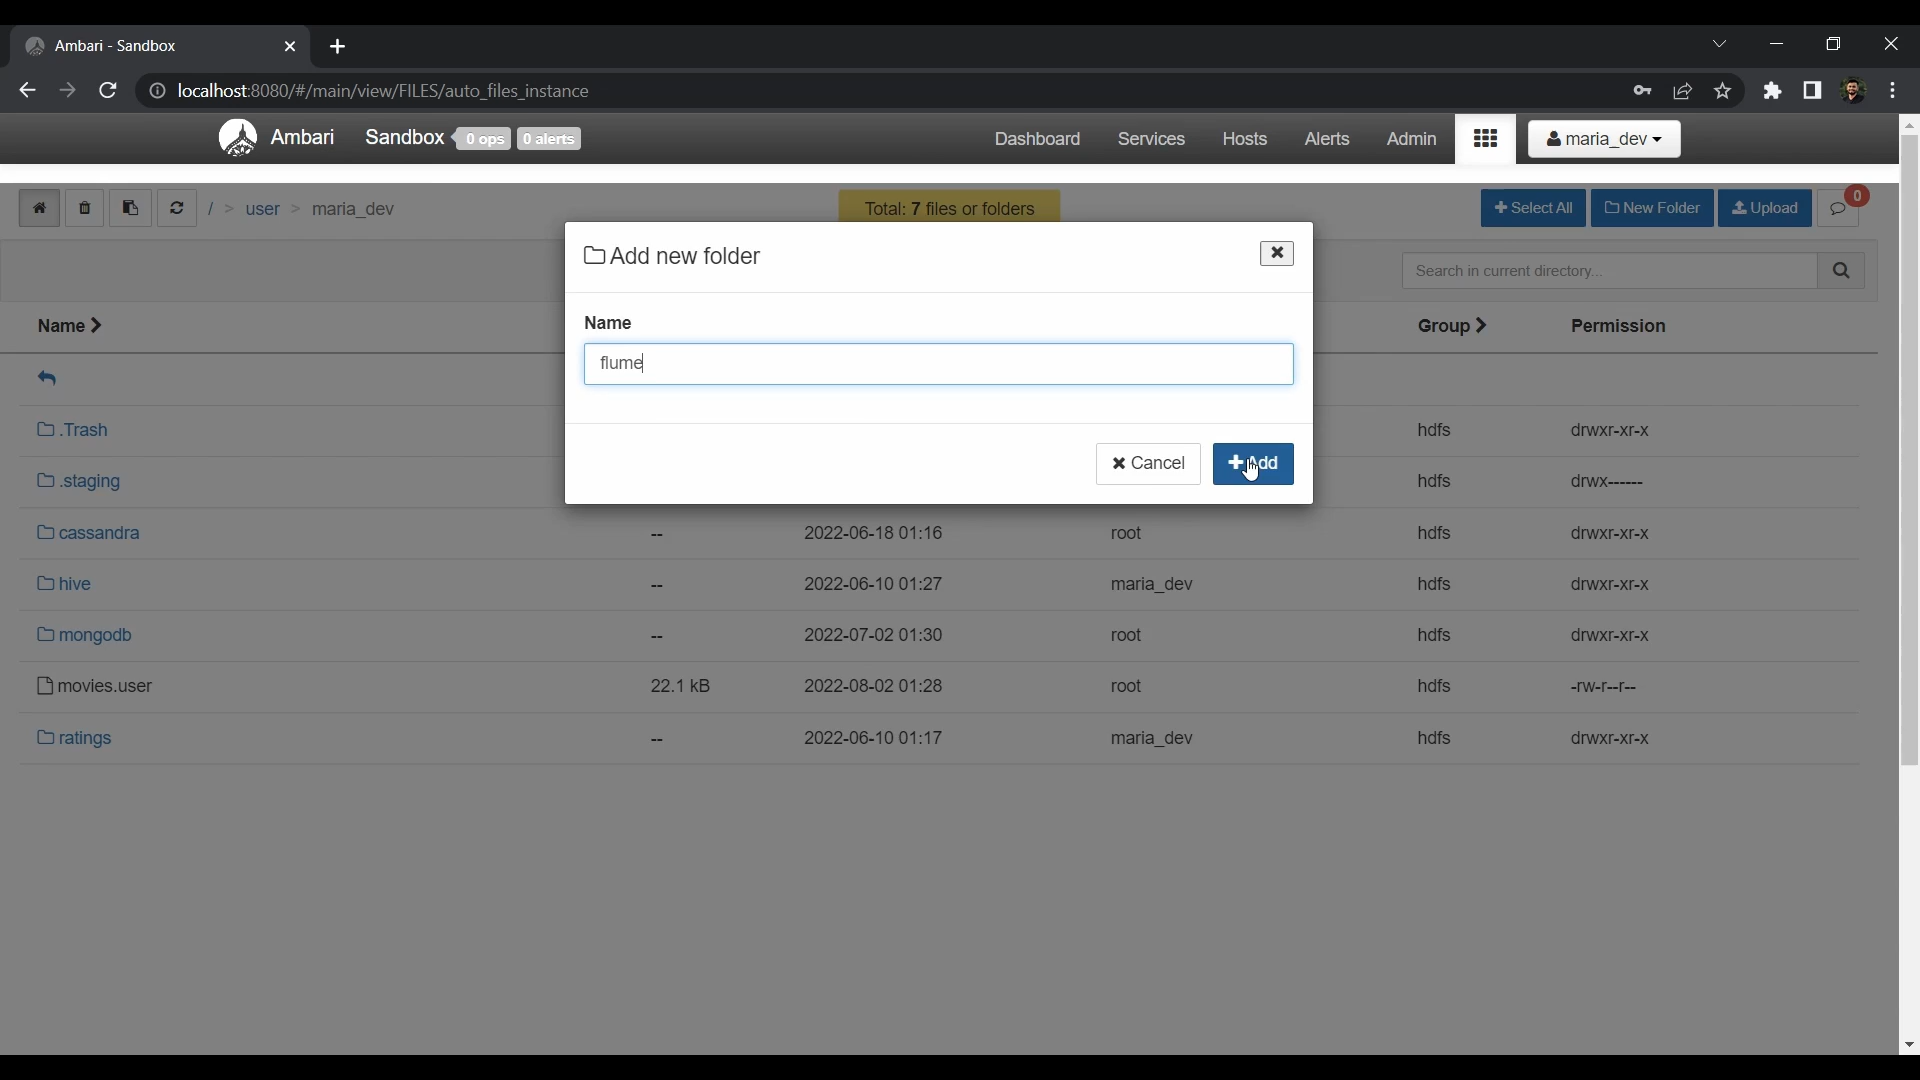 Ambari - Sandbox
localhost:8080/#/main/view/FILES/auto_files_instance
Ambari Sandbox 0 ops 0 alerts Dashboard Services Hosts Alerts Admin maria_dev
/ > user > maria_dev Total: 7 files or folders Select All New Folder Upload 0
Add new folder
Search in current directory...
Name Group Permission
Name
flume
.Trash hdfs drwxr-xr-x
Cancel Add
.staging hdfs drwx------
cassandra -- 2022-06-18 01:16 root hdfs drwxr-xr-x
hive -- 2022-06-10 01:27 maria_dev hdfs drwxr-xr-x
mongodb -- 2022-07-02 01:30 root hdfs drwxr-xr-x
movies.user 22.1 kB 2022-08-02 01:28 root hdfs -rw-r--r--
ratings -- 2022-06-10 01:17 maria_dev hdfs drwxr-xr-x